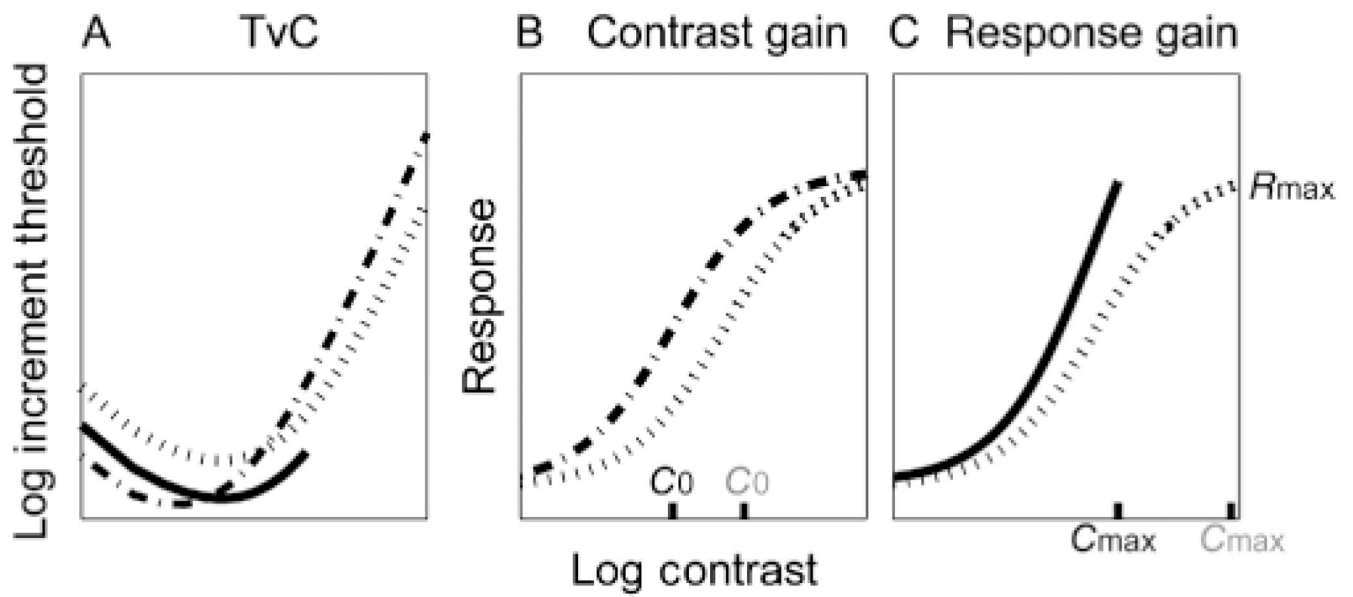 A TvC
B Contrast gain
C Response gain
Log increment threshold
Response
Rmax
C0 C0
Cmax Cmax
Log contrast